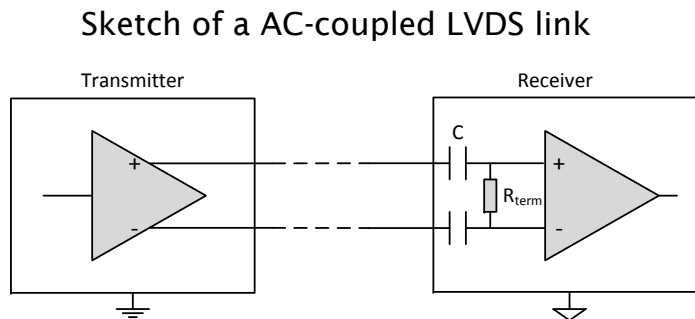 Sketch of a AC-coupled LVDS link
Transmitter
Receiver
C
+
+
Rterm
-
-